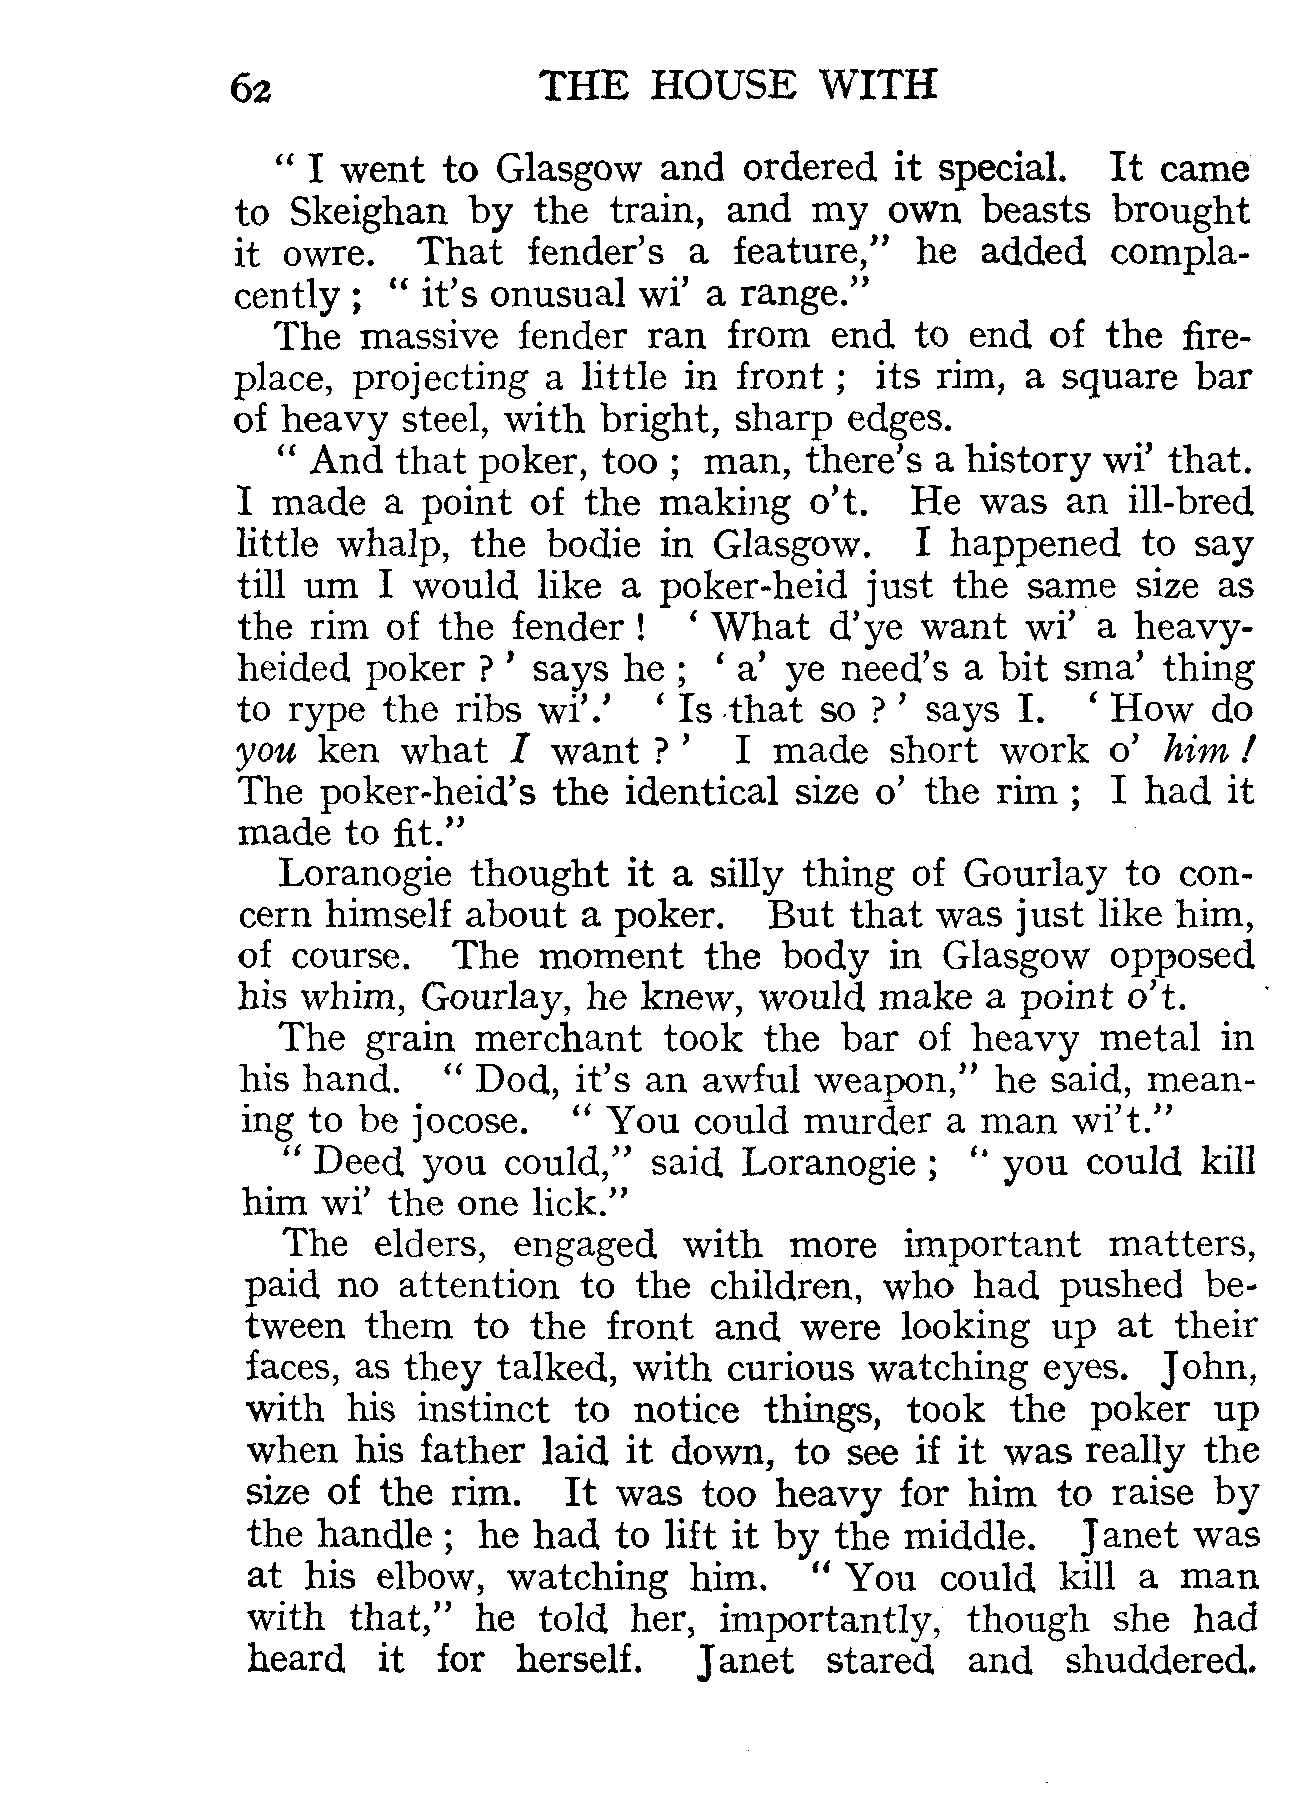 62 THE HOUSE WITH
“ I went to Glasgow and ordered it special. It came
to Skeighan by the train, and my own beasts brought
it owre. That fender's a feature,” he added compla-
cently ; “ it's onusual wi' a range.”
The massive fender ran from end to end of the fire-
place, projecting a little in front ; its rim, a square bar
of heavy steel, with bright, sharp edges.
“ And that poker, too ; man, there's a history wi' that.
I made a point of the making o't. He was an ill-bred
little whalp, the bodie in Glasgow. I happened to say
till um I would like a poker-heid just the same size as
the rim of the fender ! ‘ What d'ye want wi' a heavy-
heided poker ? ’ says he ; ‘ a' ye need's a bit sma' thing
to rype the ribs wi'.’ ‘ Is that so ? ’ says I. ‘ How do
you ken what I want ? ’ I made short work o' him !
The poker-heid's the identical size o' the rim ; I had it
made to fit.”
Loranogie thought it a silly thing of Gourlay to con-
cern himself about a poker. But that was just like him,
of course. The moment the body in Glasgow opposed
his whim, Gourlay, he knew, would make a point o't.
The grain merchant took the bar of heavy metal in
his hand. “ Dod, it's an awful weapon,” he said, mean-
ing to be jocose. “ You could murder a man wi't.”
“ Deed you could,” said Loranogie ; “ you could kill
him wi' the one lick.”
The elders, engaged with more important matters,
paid no attention to the children, who had pushed be-
tween them to the front and were looking up at their
faces, as they talked, with curious watching eyes. John,
with his instinct to notice things, took the poker up
when his father laid it down, to see if it was really the
size of the rim. It was too heavy for him to raise by
the handle ; he had to lift it by the middle. Janet was
at his elbow, watching him. “ You could kill a man
with that,” he told her, importantly, though she had
heard it for herself. Janet stared and shuddered.